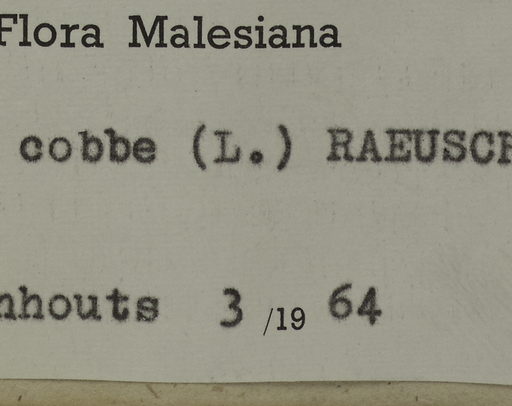 Flora Malesiana
cobbe (L.) RAEUSCH
nhouts 3 /19 64